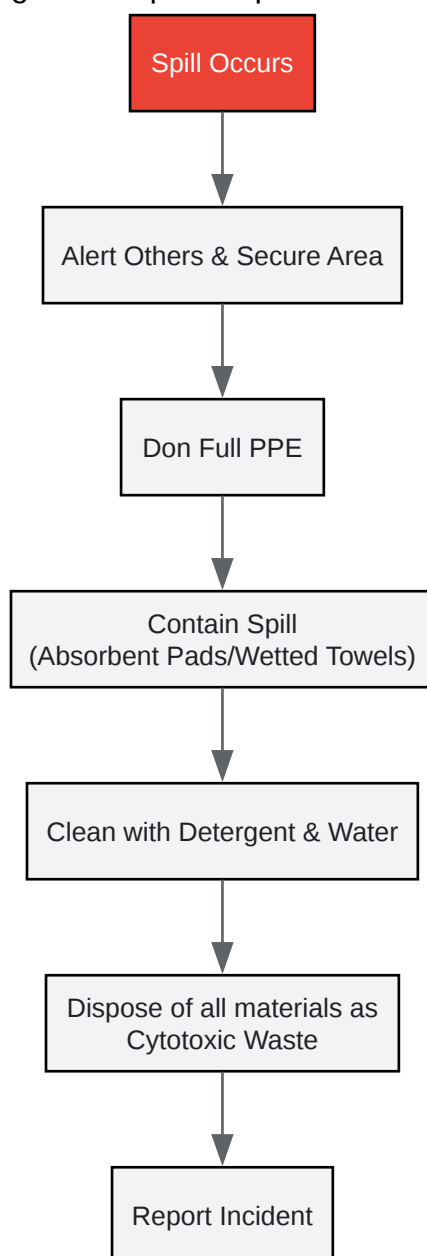 Spill Occurs
Alert Others & Secure Area
Don Full PPE
Contain Spill
(Absorbent Pads/Wetted Towels)
Clean with Detergent & Water
Dispose of all materials as
Cytotoxic Waste
Report Incident